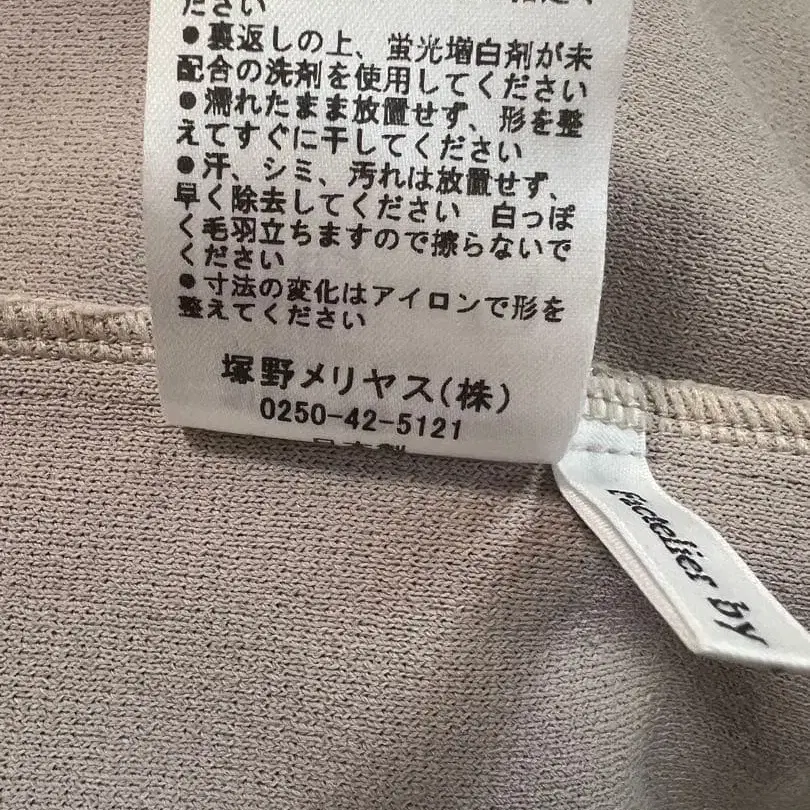 ださい
●裏返しの上、蛍光増白剤が未
配合の洗剤を使用してください
●濡れたまま放置せず、形を整
えてすぐに干してください
●汗、シミ、汚れは放置せず、
早く除去してください　白っぽ
く毛羽立ちますので擦らないで
ください
●寸法の変化はアイロンで形を
整えてください
塚野メリヤス(株)
0250-42-5121
Factelier by